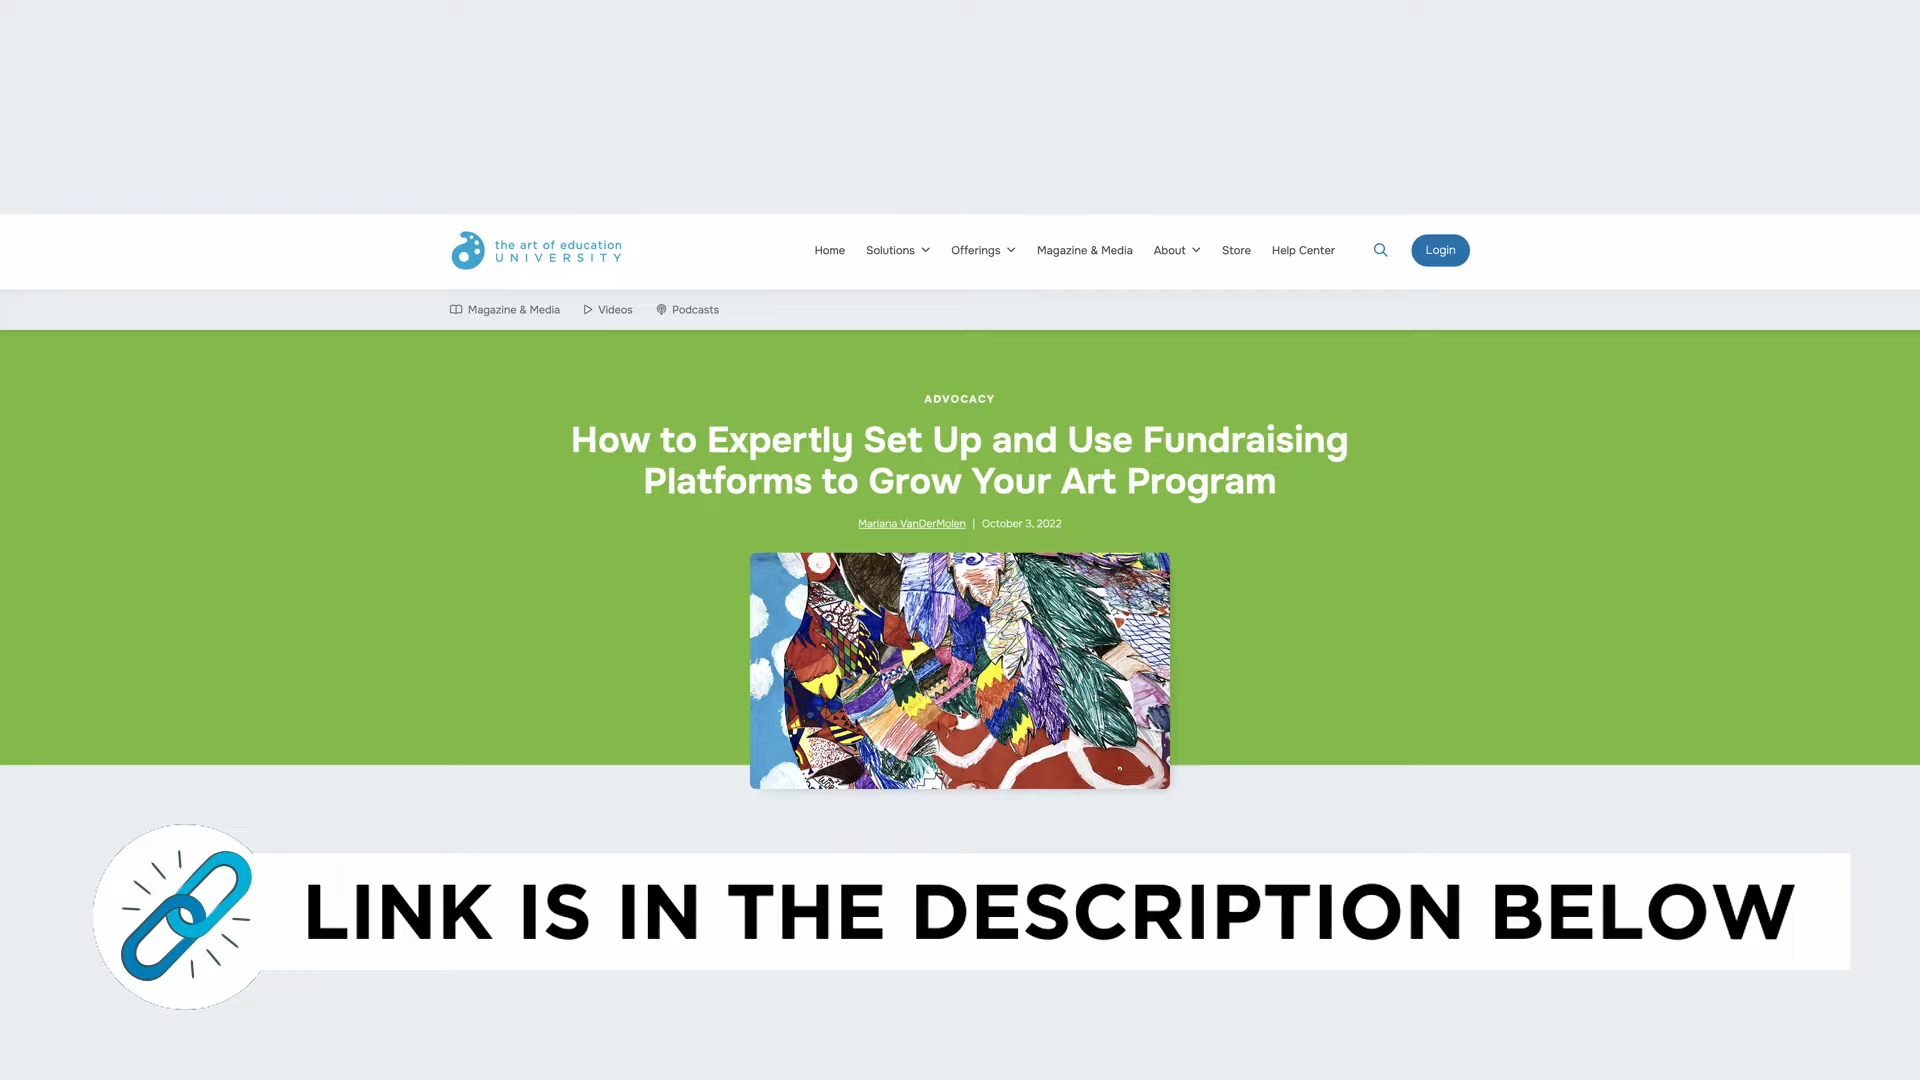 the art of education
UNIVERSITY
Home Solutions Offerings Magazine & Media About Store Help Center Login
Magazine & Media Videos Podcasts
ADVOCACY
How to Expertly Set Up and Use Fundraising
Platforms to Grow Your Art Program
Mariana VanDerMolen | October 3, 2022
LINK IS IN THE DESCRIPTION BELOW